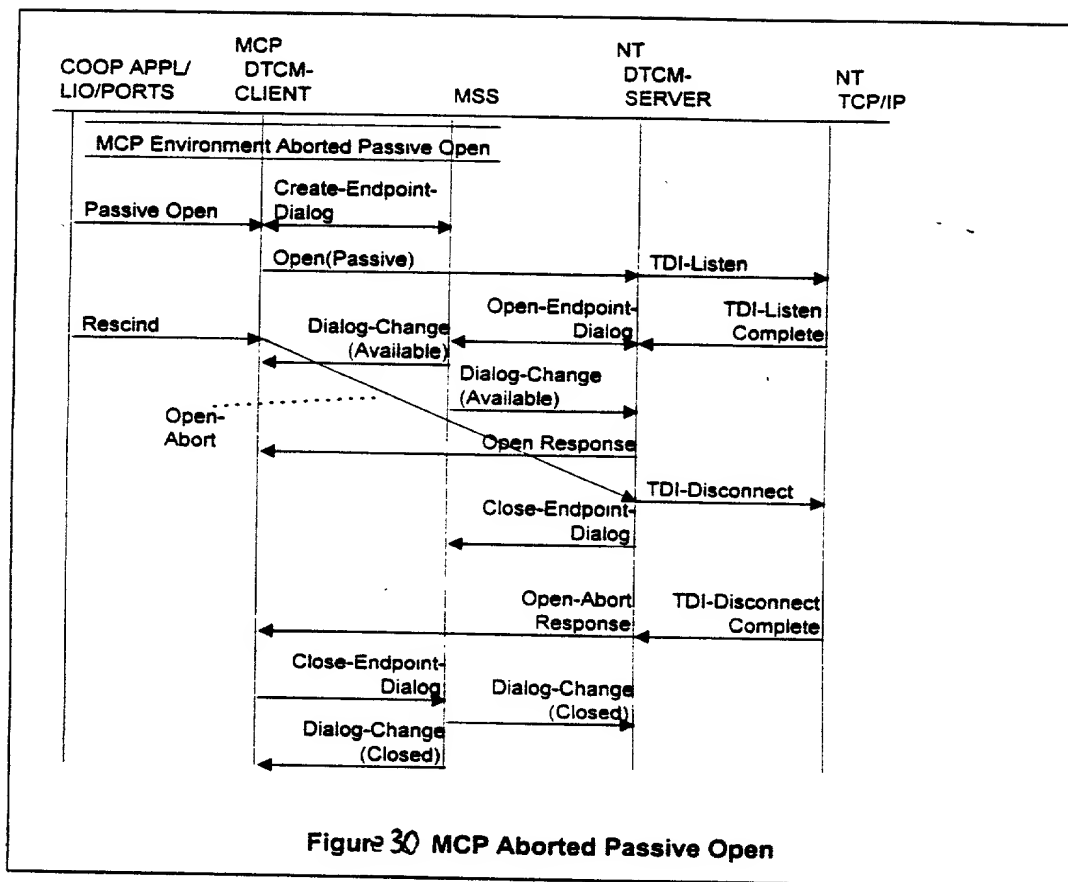 COOP APPL/
LIO/PORTS
MCP
DTCM-
CLIENT
MSS
NT
DTCM-
SERVER
NT
TCP/IP
MCP Environment Aborted Passive Open
Passive Open
Create-Endpoint-
Dialog
Open(Passive)
TDI-Listen
Rescind
Dialog-Change
(Available)
Open-Endpoint-
Dialog
TDI-Listen
Complete
Dialog-Change
(Available)
Open-
Abort
Open Response
TDI-Disconnect
Close-Endpoint-
Dialog
Open-Abort
Response
TDI-Disconnect
Complete
Close-Endpoint-
Dialog
Dialog-Change
(Closed)
Dialog-Change
(Closed)
Figure 30 MCP Aborted Passive Open